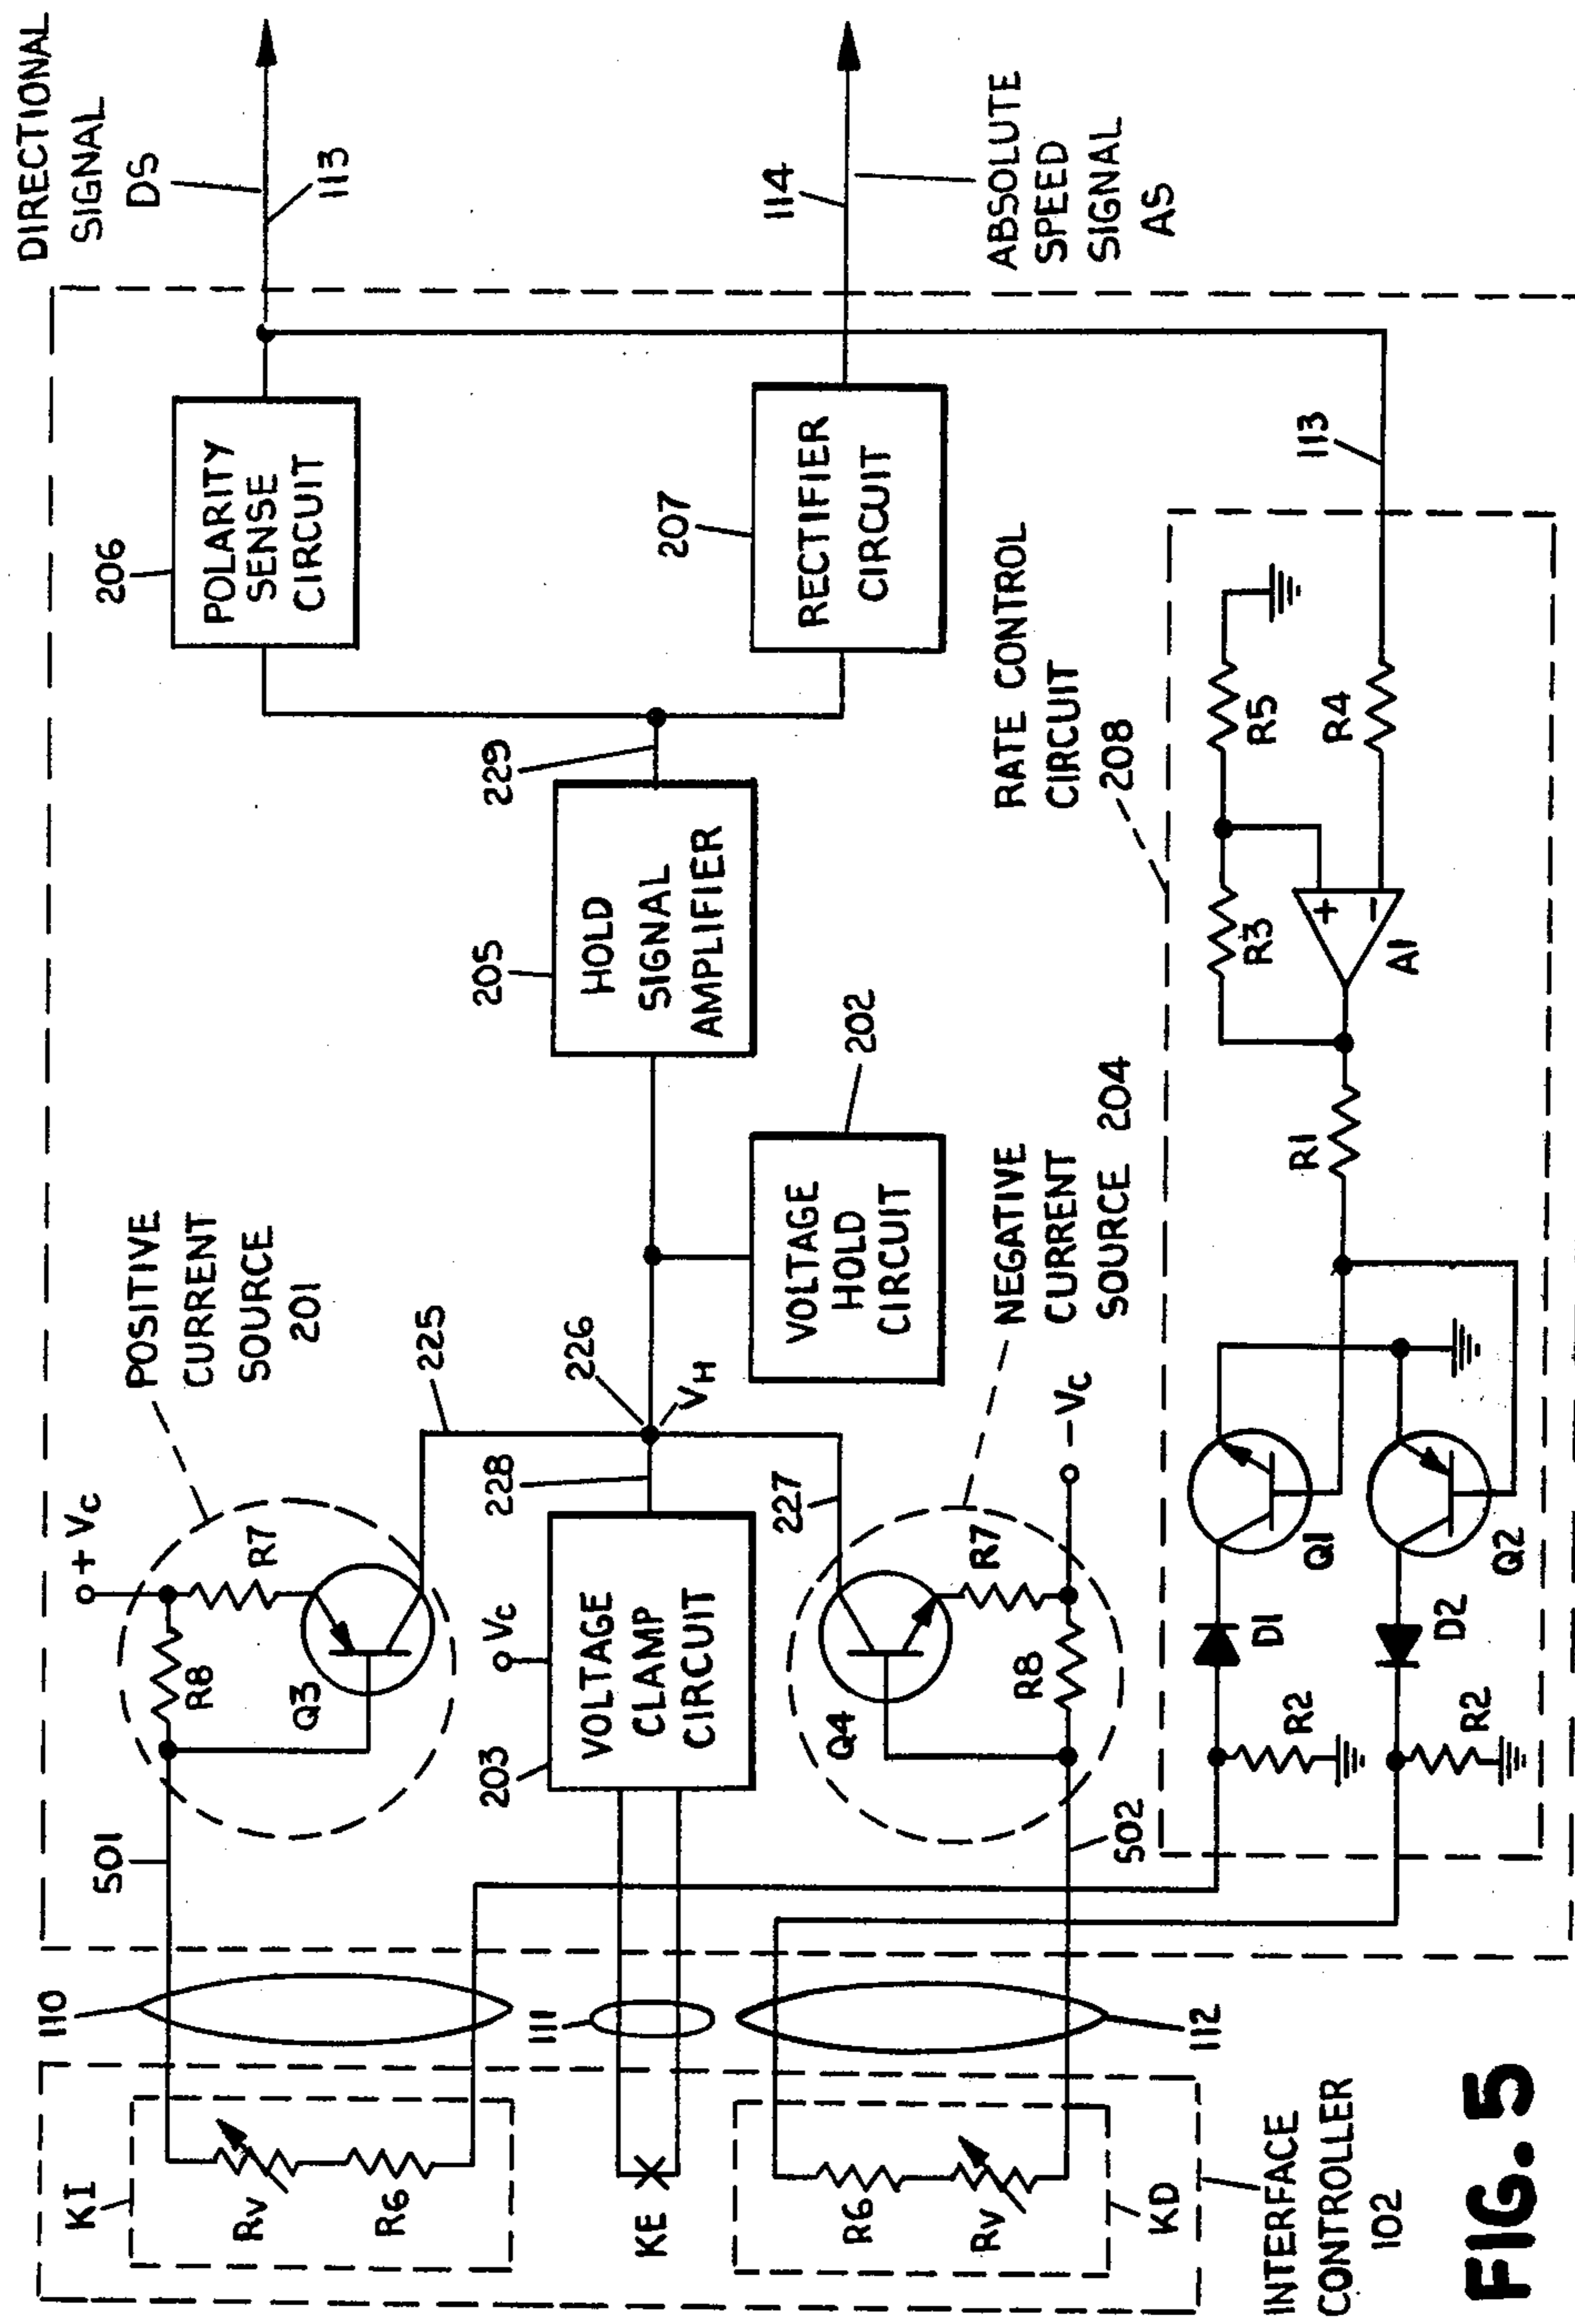 DIRECTIONAL
SIGNAL
DS
113
114
ABSOLUTE
SPEED
SIGNAL
AS
206
POLARITY
SENSE
CIRCUIT
207
RECTIFIER
CIRCUIT
113
229
205
HOLD
SIGNAL
AMPLIFIER
202
VOLTAGE
HOLD
CIRCUIT
RATE CONTROL
CIRCUIT
208
R5
R4
R3
+
-
A1
R1
POSITIVE
CURRENT
SOURCE
201
225
226
VH
228
227
NEGATIVE
CURRENT
SOURCE 204
-Vc
+Vc
R7
R8
Q3
Vc
203
VOLTAGE
CLAMP
CIRCUIT
Q4
R7
R8
Q1
Q2
D1
D2
R2
R2
501
502
110
111
112
KI
RV
R6
KE
R6
RV
KD
INTERFACE
CONTROLLER
102
FIG. 5